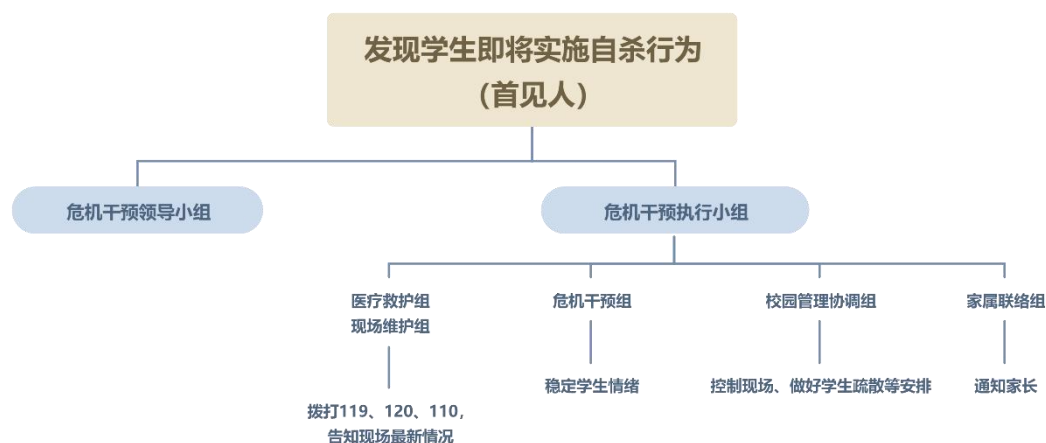 发现学生即将实施自杀行为
（首见人）
危机干预领导小组
危机干预执行小组
医疗救护组
现场维护组
危机干预组
校园管理协调组
家属联络组
稳定学生情绪
控制现场、做好学生疏散等安排
通知家长
拨打119、120、110，
告知现场最新情况